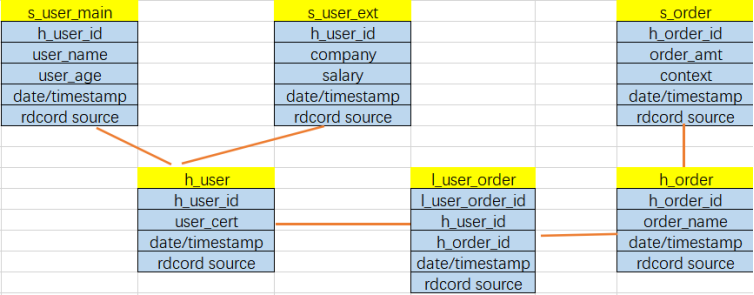 s_user_main
h_user_id
user_name
user_age
date/timestamp
rdcord source
s_user_ext
h_user_id
company
salary
date/timestamp
rdcord source
s_order
h_order_id
order_amt
context
date/timestamp
rdcord source
h_user
h_user_id
user_cert
date/timestamp
rdcord source
l_user_order
l_user_order_id
h_user_id
h_order_id
date/timestamp
rdcord source
h_order
h_order_id
order_name
date/timestamp
rdcord source